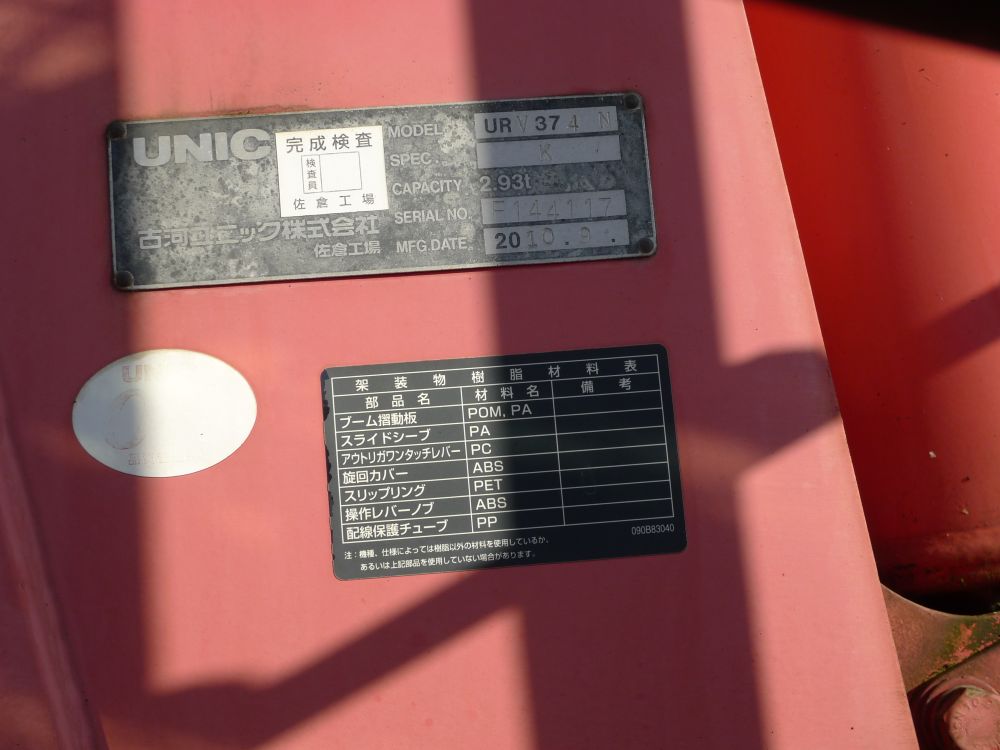 UNIC
完成検査
検査員
佐倉工場
古河ユニック株式会社
佐倉工場
MODEL URV374N
SPEC. K
CAPACITY 2.93t
SERIAL NO. E144117
MFG.DATE 2010.9.
UNIC
架装物樹脂材料表
部品名 材料名 備考
ブーム摺動板 POM, PA
スライドシーブ PA
アウトリガワンタッチレバー PC
旋回カバー ABS
スリップリング PET
操作レバーノブ ABS
配線保護チューブ PP
注：機種、仕様によっては樹脂以外の材料を使用しているか、
あるいは上記部品を使用していない場合があります。
090B83040